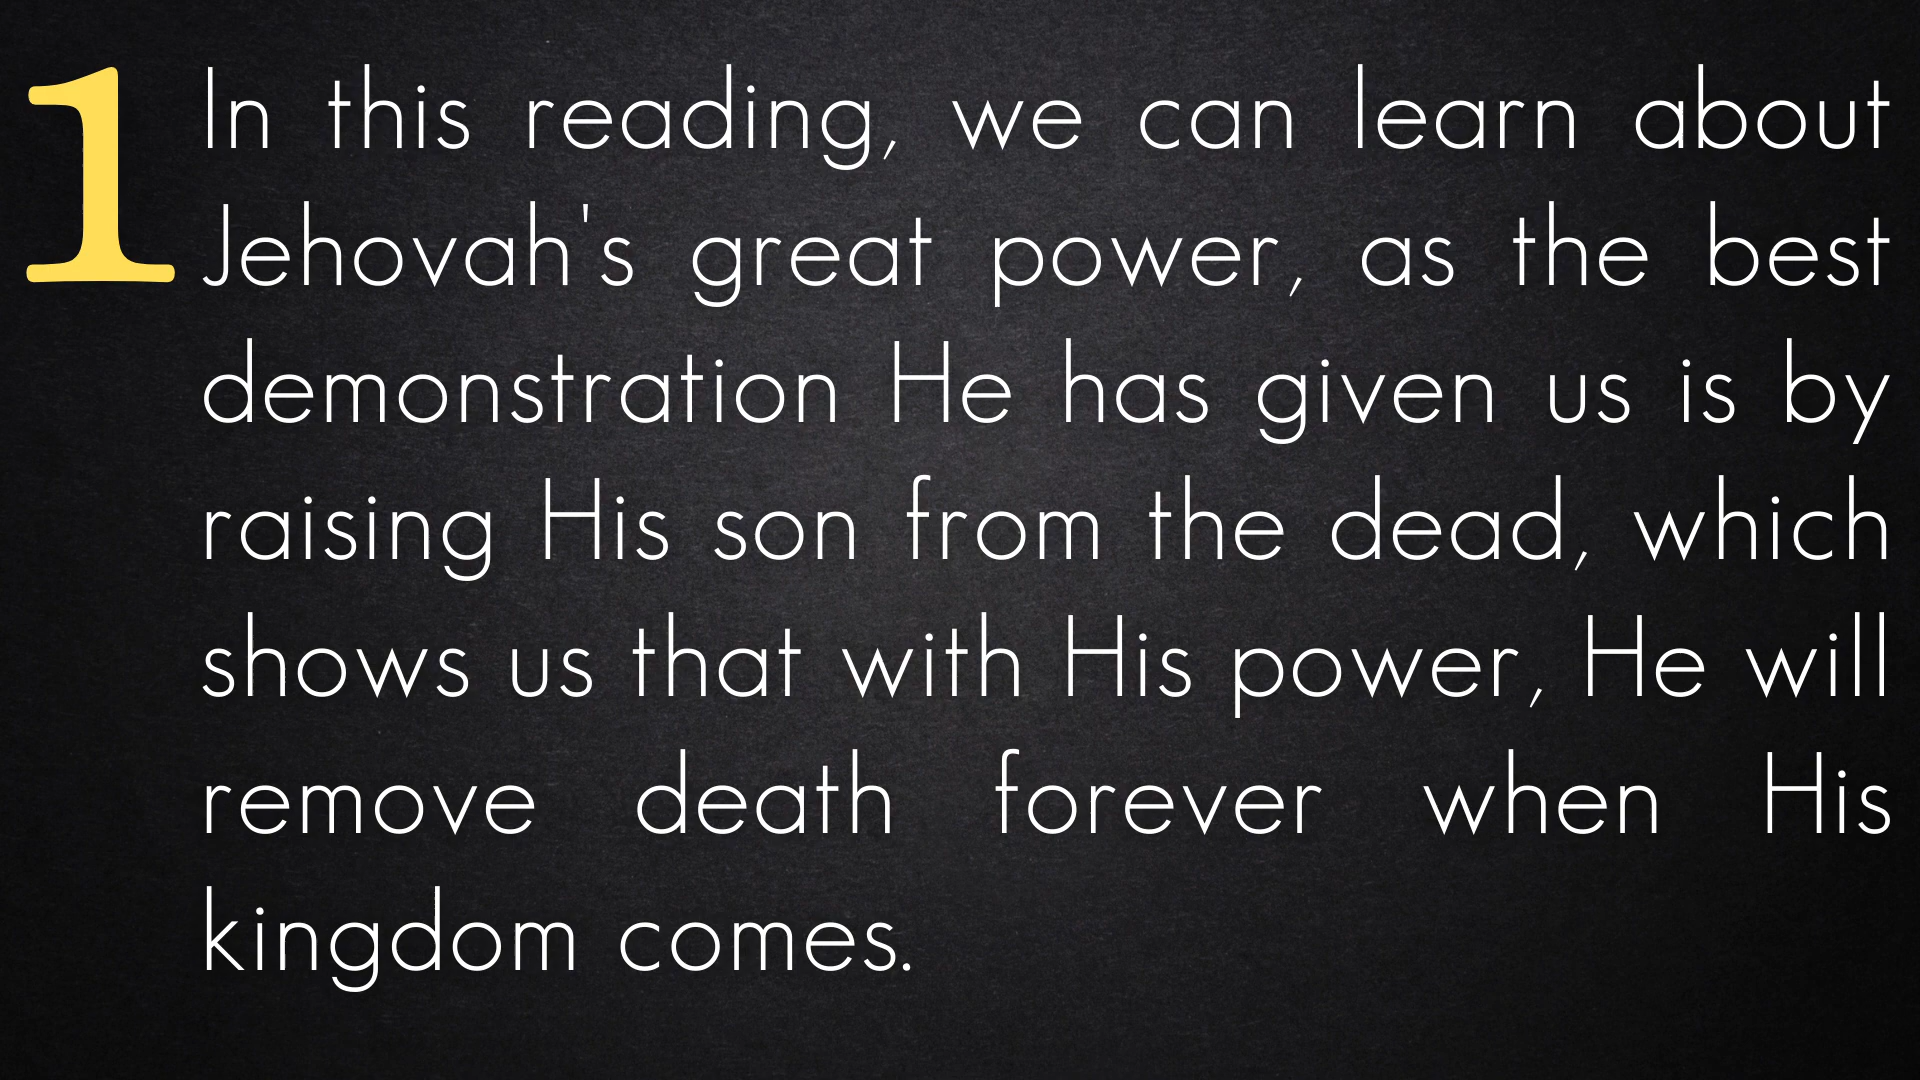 1
In this reading, we can learn about
Jehovah's great power, as the best
demonstration He has given us is by
raising His son from the dead, which
shows us that with His power, He will
remove death forever when His
kingdom comes.